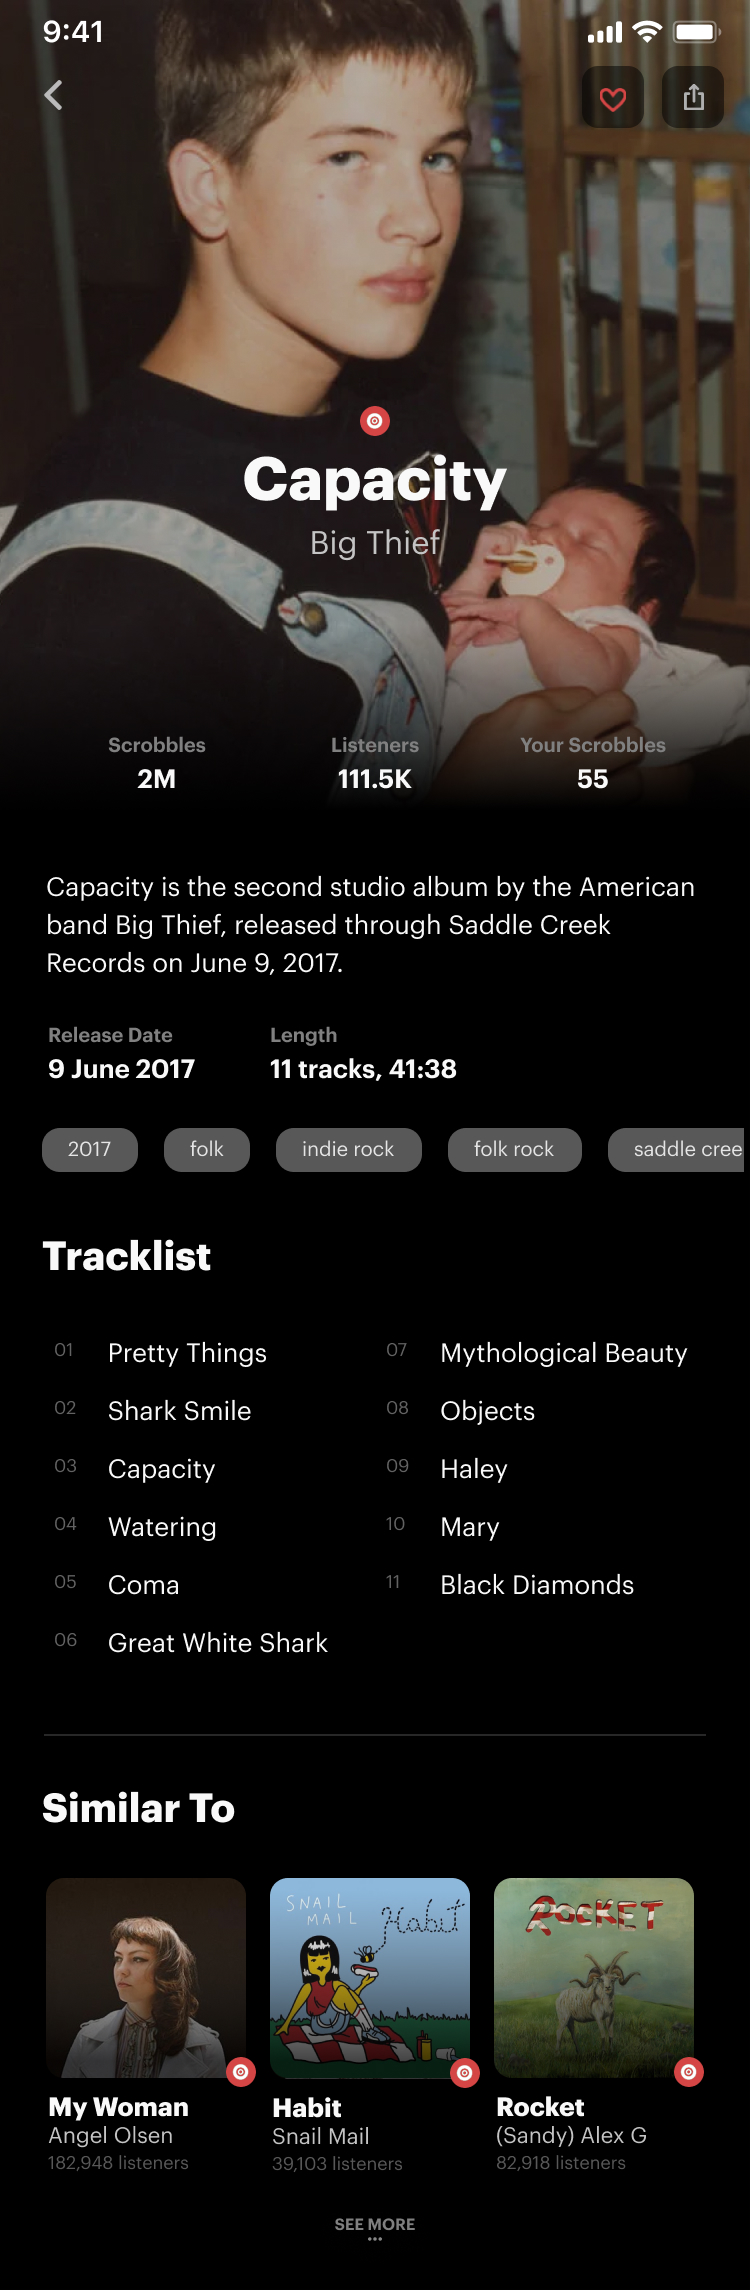 9:41
Capacity
Big Thief
Scrobbles Listeners Your Scrobbles
2M 111.5K 55
Capacity is the second studio album by the American
band Big Thief, released through Saddle Creek
Records on June 9, 2017.
Release Date Length
9 June 2017 11 tracks, 41:38
2017 folk indie rock folk rock saddle cree
Tracklist
01 Pretty Things
02 Shark Smile
03 Capacity
04 Watering
05 Coma
06 Great White Shark
07 Mythological Beauty
08 Objects
09 Haley
10 Mary
11 Black Diamonds
Similar To
SNAIL
MAIL
Habit
ROCKET
My Woman
Angel Olsen
182,948 listeners
Habit
Snail Mail
39,103 listeners
Rocket
(Sandy) Alex G
82,918 listeners
SEE MORE
...